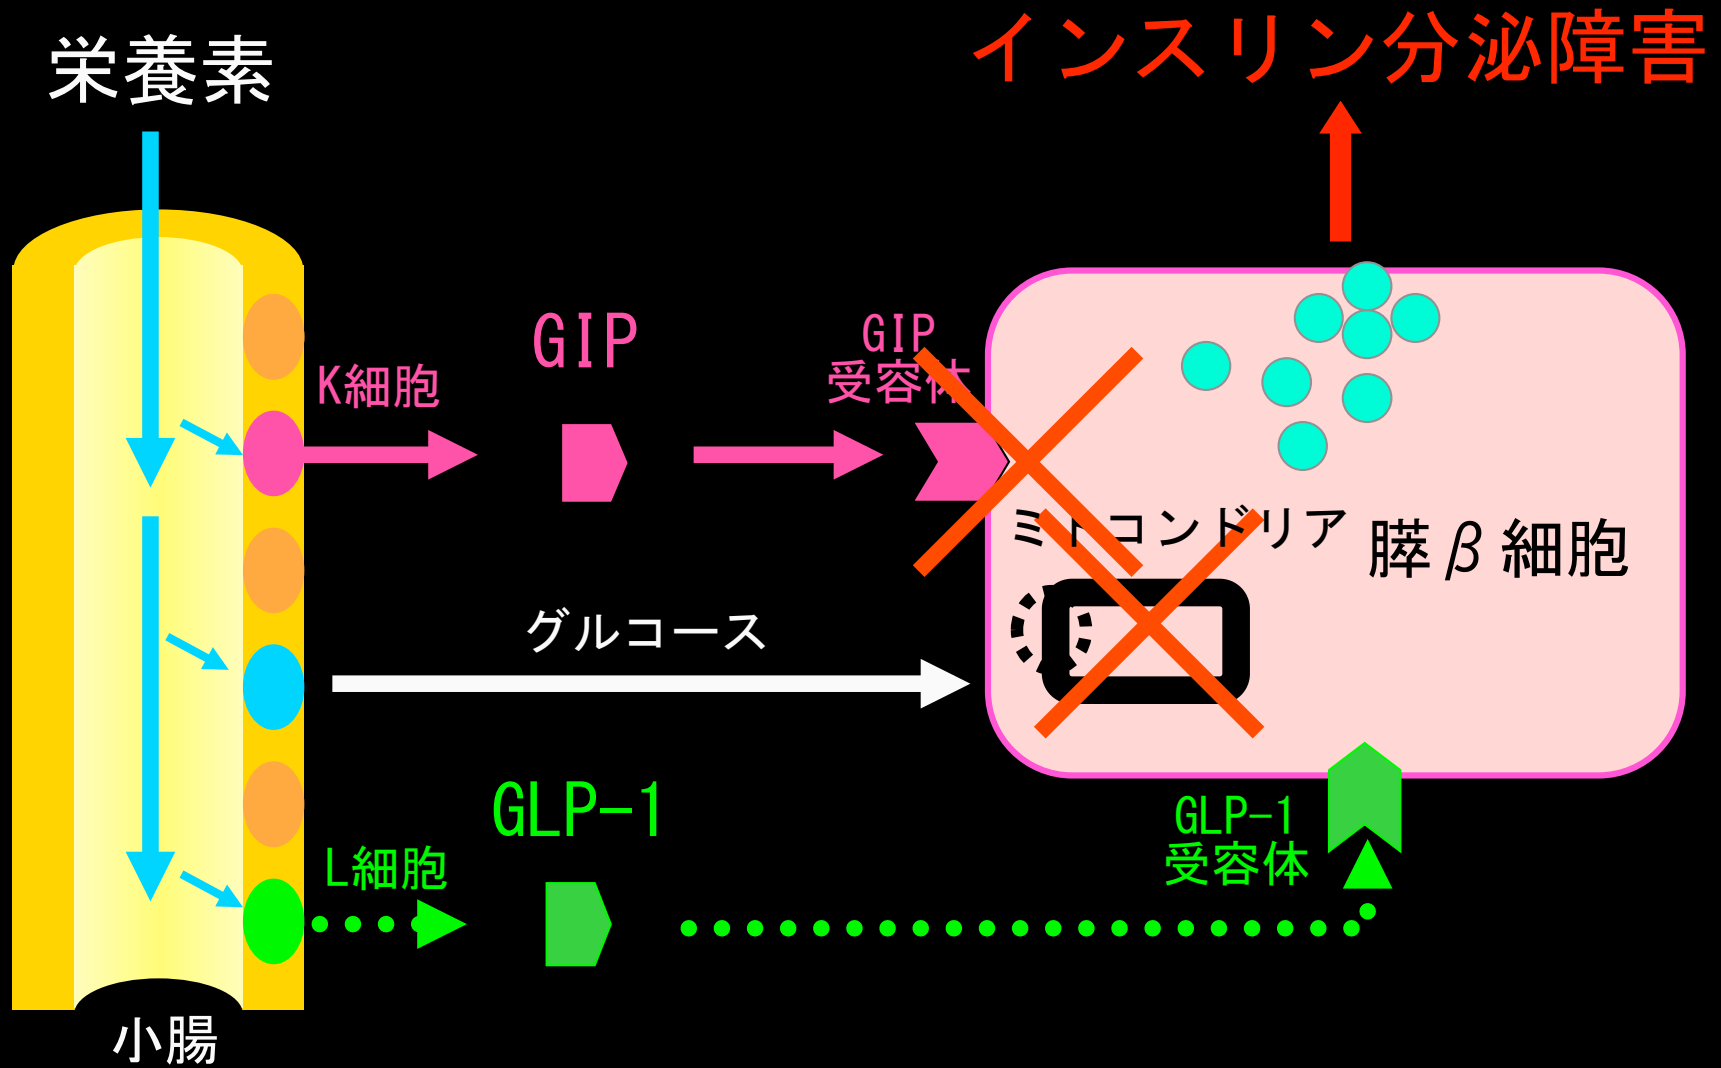 栄養素
インスリン分泌障害
GIP
GIP
受容体
K細胞
ミトコンドリア
膵β細胞
グルコース
GLP-1
GLP-1
受容体
L細胞
小腸